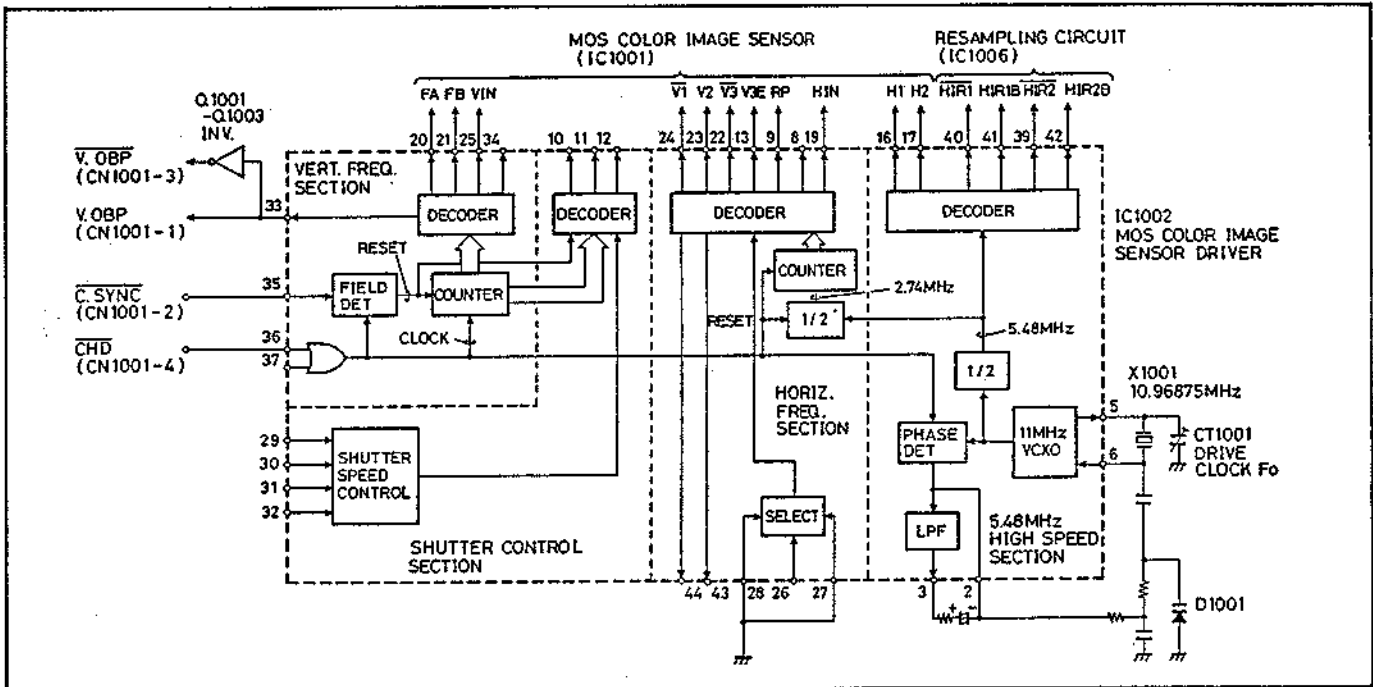 MOS COLOR IMAGE SENSOR
(IC1001)
RESAMPLING CIRCUIT
(IC1006)
FA FB VIN
V1 V2 V3 V3E RP HIN
H1 H2 HIR1 HIR1B HIR2 HIR2B
Q1001
-Q1003
INV.
20 21 25 34
10 11 12
24 23 22 13 9 8 19
16 17 40 41 39 42
V. OBP
(CN1001-3)
VERT. FREQ.
SECTION
33
V. OBP
(CN1001-1)
DECODER
DECODER
DECODER
DECODER
IC1002
MOS COLOR IMAGE
SENSOR DRIVER
RESET
35
C. SYNC
(CN1001-2)
FIELD
DET
COUNTER
COUNTER
2.74MHz
RESET
1/2
5.48MHz
36
CHD
(CN1001-4)
37
CLOCK
1/2
X1001
10.96875MHz
HORIZ.
FREQ.
SECTION
PHASE
DET
11MHz
VCXO
5
6
CT1001
DRIVE
CLOCK Fo
29
30
31
32
SHUTTER
SPEED
CONTROL
SELECT
LPF
5.48MHz
HIGH SPEED
SECTION
SHUTTER CONTROL
SECTION
44 43 28 26 27
3 2
+ -
D1001